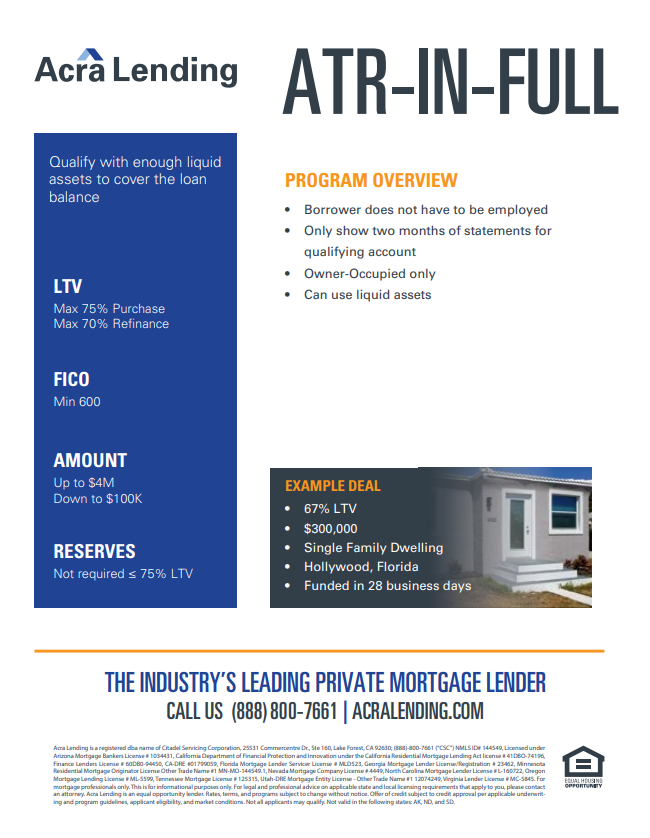 Acra Lending
ATR-IN-FULL
Qualify with enough liquid
assets to cover the loan
balance
LTV
Max 75% Purchase
Max 70% Refinance
FICO
Min 600
AMOUNT
Up to $4M
Down to $100K
RESERVES
Not required ≤ 75% LTV
PROGRAM OVERVIEW
• Borrower does not have to be employed
• Only show two months of statements for
qualifying account
• Owner-Occupied only
• Can use liquid assets
EXAMPLE DEAL
• 67% LTV
• $300,000
• Single Family Dwelling
• Hollywood, Florida
• Funded in 28 business days
THE INDUSTRY'S LEADING PRIVATE MORTGAGE LENDER
CALL US (888) 800-7661 | ACRALENDING.COM
Acra Lending is a registered dba name of Citadel Servicing Corporation, 25531 Commercentre Dr., Ste 160, Lake Forest, CA 92630; (888)-800-7661 ("CSC") NMLS ID# 144549, Licensed under
Arizona Mortgage Bankers License # 1034431, California Department of Financial Protection and Innovation under the California Residential Mortgage Lending Act license # 41DBO-74196,
Finance Lenders License # 60DBO-94450, CA-DRE #01799059, Florida Mortgage Lender Servicer License # MLD523, Georgia Mortgage Lender License/Registration # 23462, Minnesota
Residential Mortgage Originator License Other Trade Name #1 MN-MO-144549.1, Nevada Mortgage Company License # 4449, North Carolina Mortgage Lender License # L-160722, Oregon
Mortgage Lending License # ML-5599, Tennessee Mortgage License # 125315, Utah-DRE Mortgage Entity License - Other Trade Name #1 12074249, Virginia Lender License # MC-5845. For
mortgage professionals only. This is for informational purposes only. For legal and professional advice on applicable state and local licensing requirements that apply to you, please contact
an attorney. Acra Lending is an equal opportunity lender. Rates, terms, and programs subject to change without notice. Offer of credit subject to credit approval per applicable underwrit-
ing and program guidelines, applicant eligibility, and market conditions. Not all applicants may qualify. Not valid in the following states: AK, ND, and SD.
EQUAL HOUSING
OPPORTUNITY